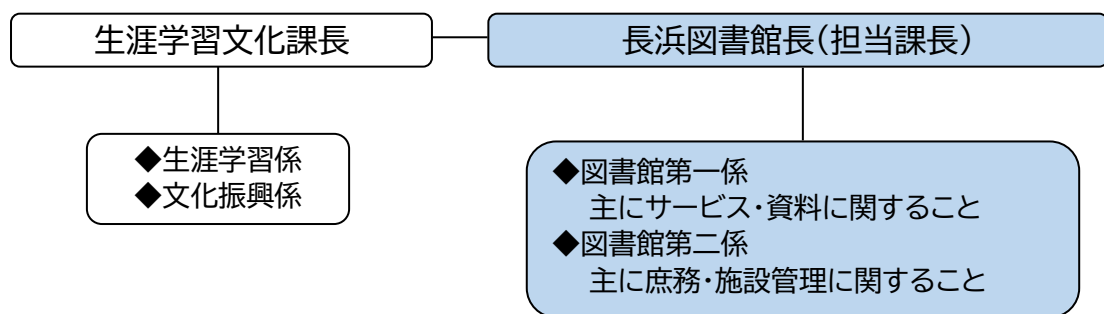 生涯学習文化課長
長浜図書館長(担当課長)
◆生涯学習係
◆文化振興係
◆図書館第一係
主にサービス・資料に関すること
◆図書館第二係
主に庶務・施設管理に関すること